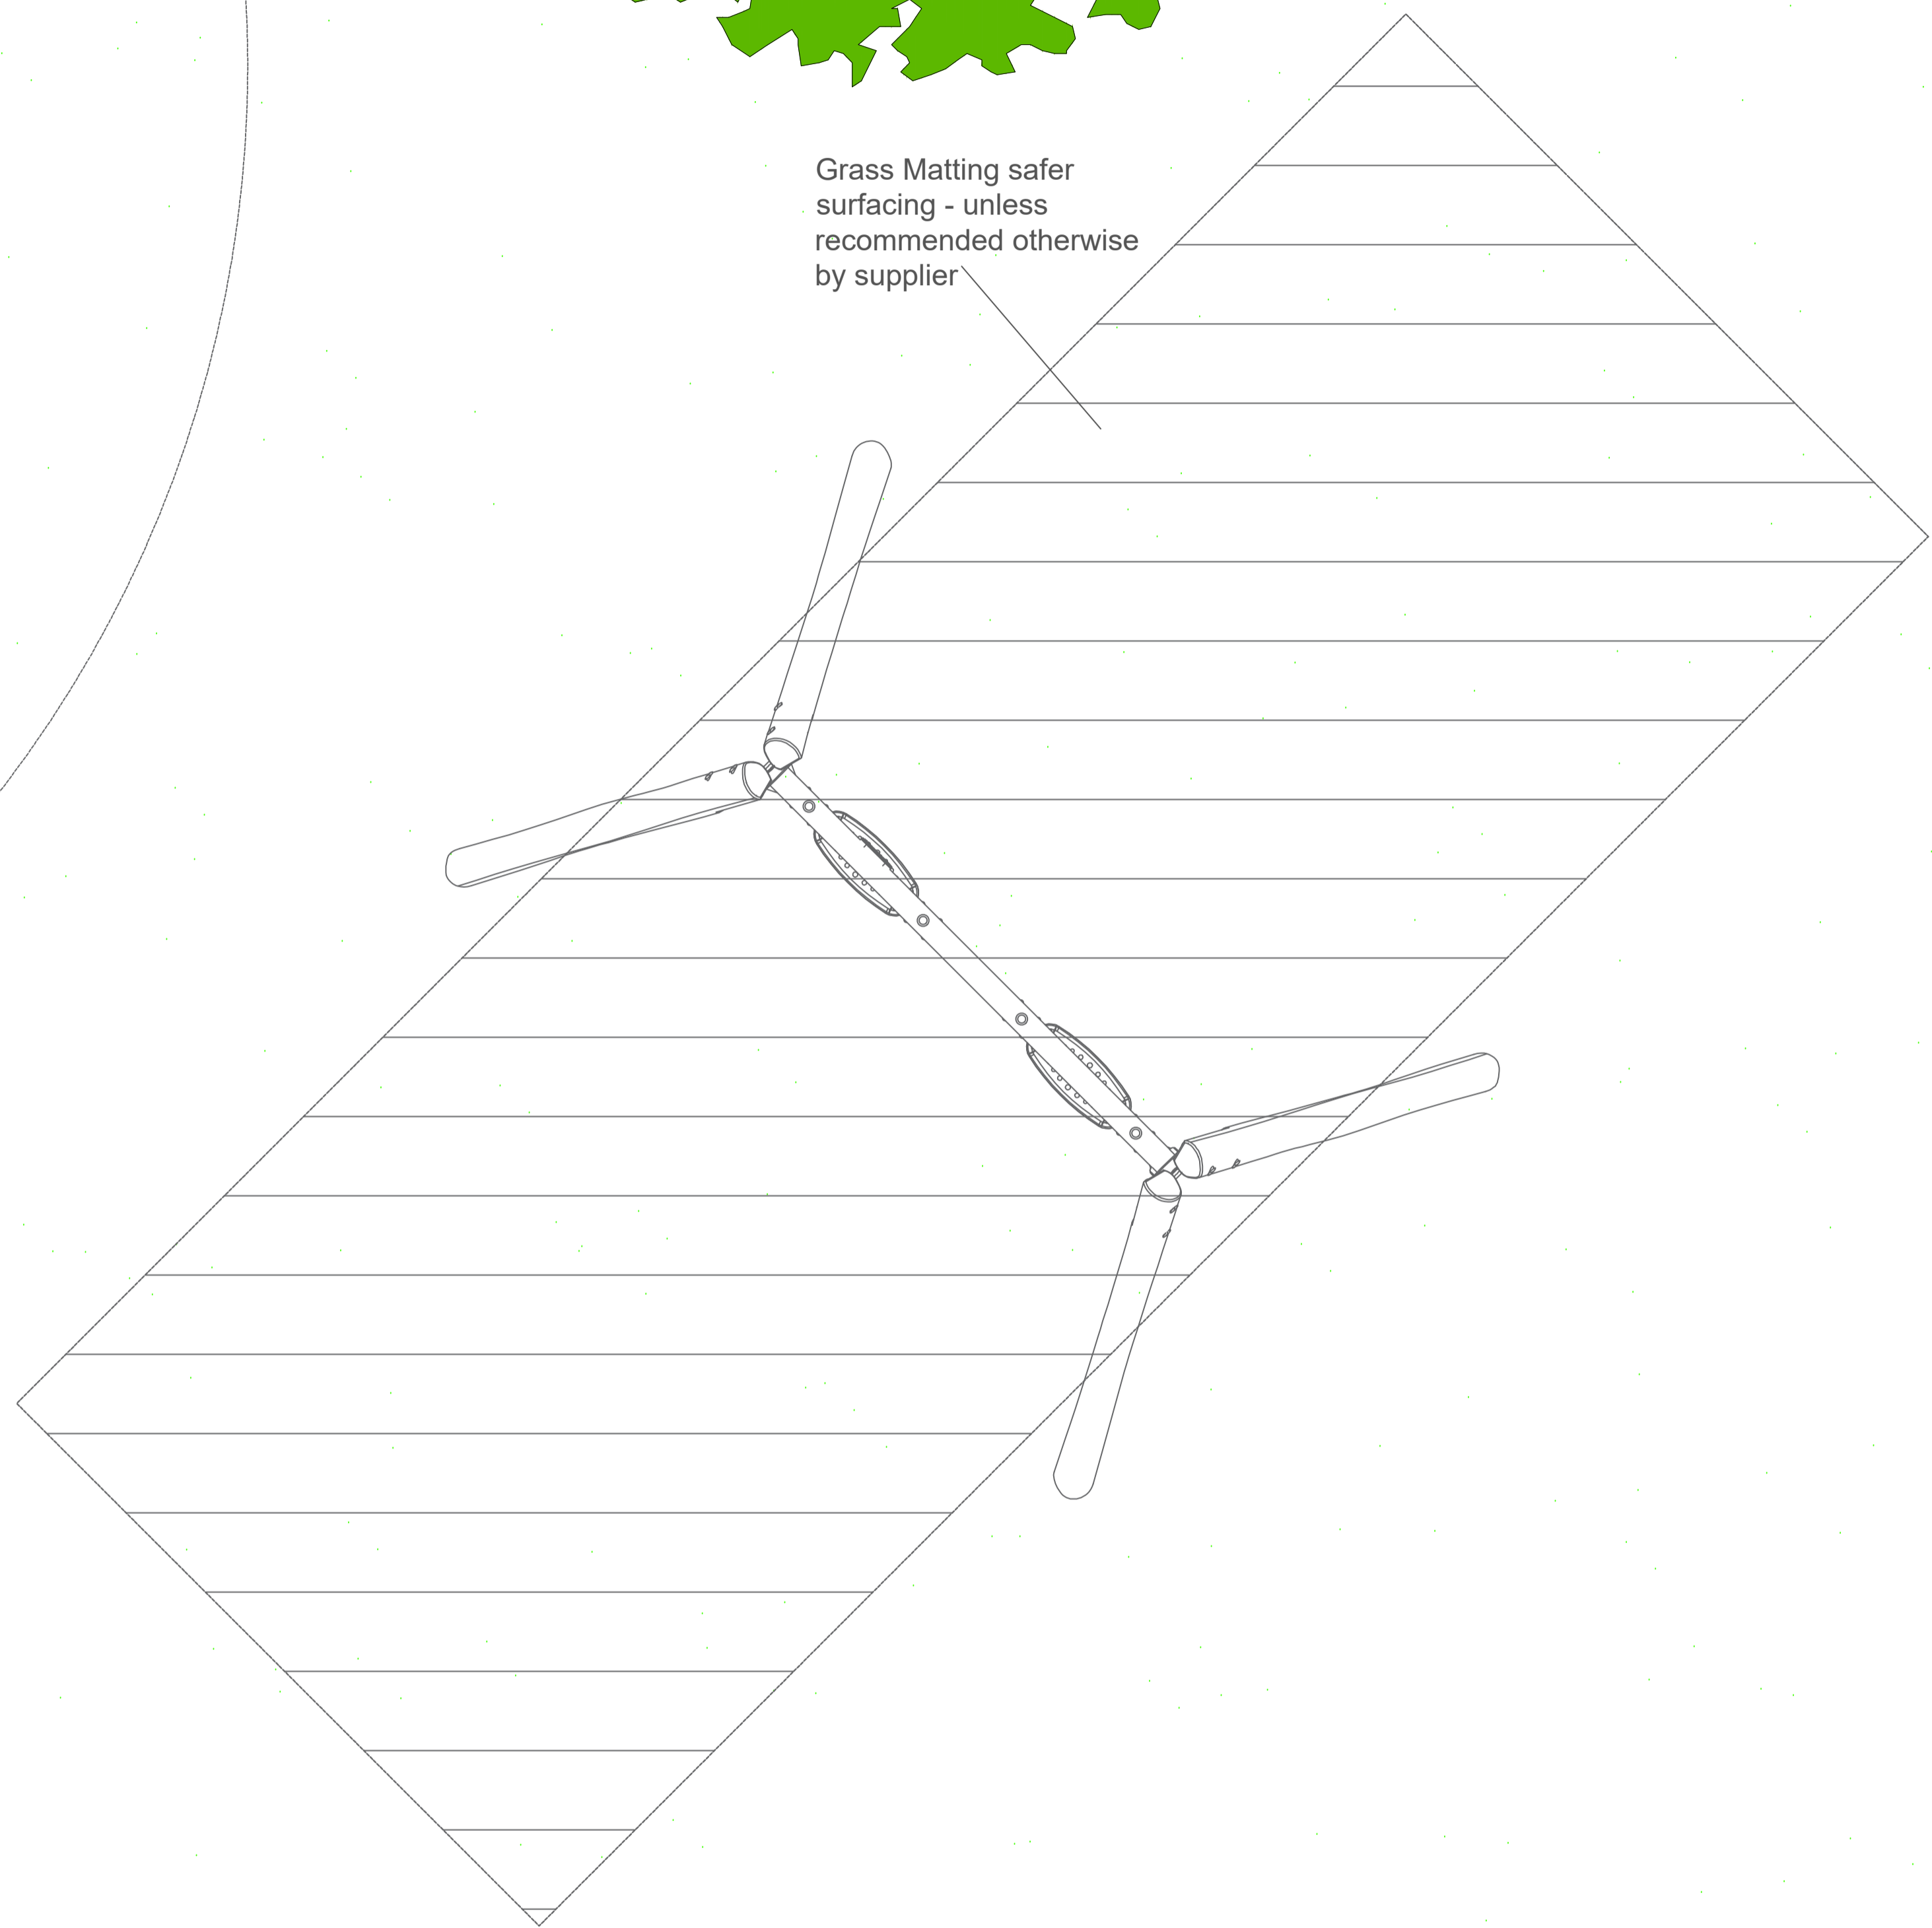 Grass Matting safer
surfacing - unless
recommended otherwise
by supplier